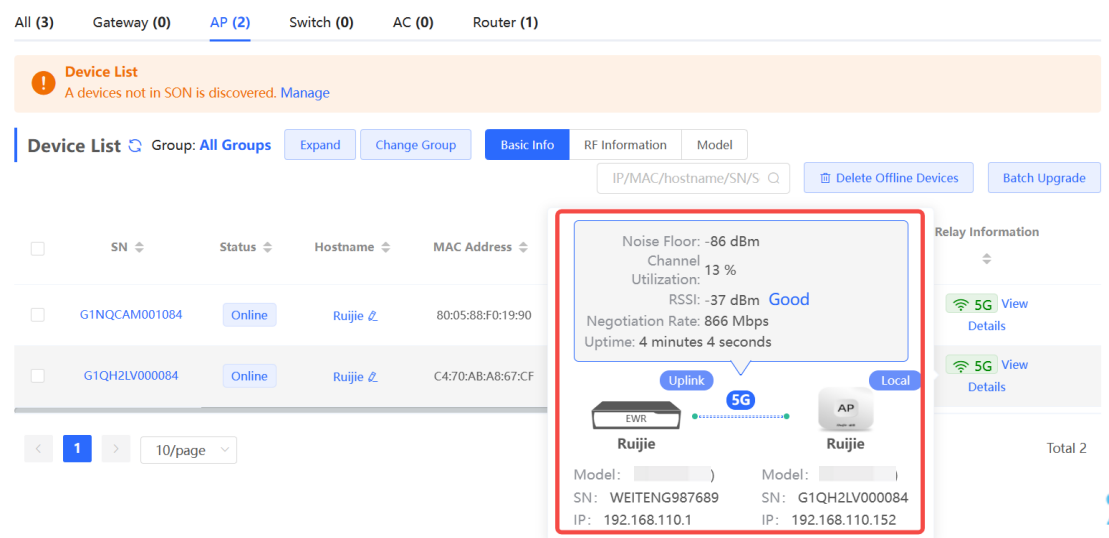 All (3) Gateway (0) AP (2) Switch (0) AC (0) Router (1)
Device List
A devices not in SON is discovered. Manage
Device List Group: All Groups Expand Change Group Basic Info RF Information Model
IP/MAC/hostname/SN/S Delete Offline Devices Batch Upgrade
SN Status Hostname MAC Address Relay Information
G1NQCAM001084 Online Ruijie 80:05:88:F0:19:90 5G View
Details
G1QH2LV000084 Online Ruijie C4:70:AB:A8:67:CF 5G View
Details
Noise Floor: -86 dBm
Channel
Utilization: 13 %
RSSI: -37 dBm Good
Negotiation Rate: 866 Mbps
Uptime: 4 minutes 4 seconds
Uplink 5G Local
EWR AP
Ruijie Ruijie
Model: ) Model: )
SN: WEITENG987689 SN: G1QH2LV000084
IP: 192.168.110.1 IP: 192.168.110.152
< 1 > 10/page Total 2